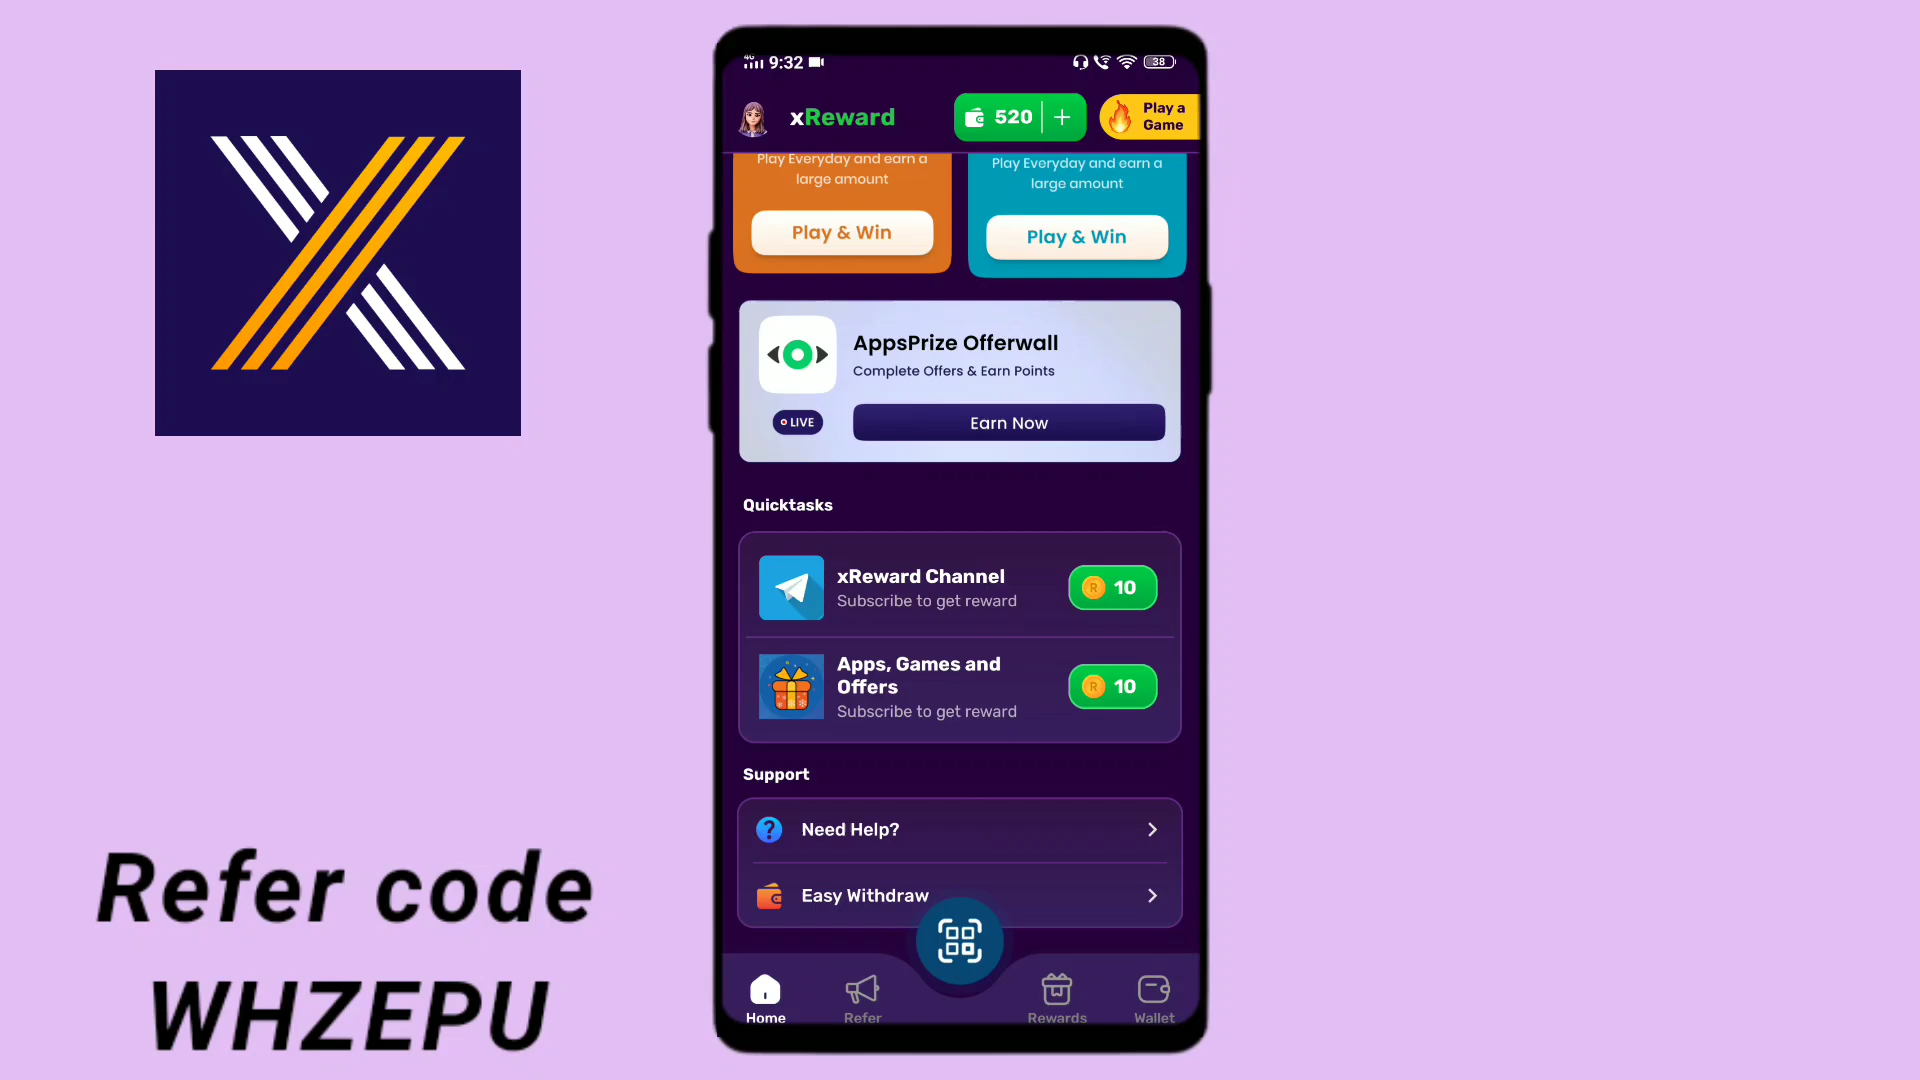 4G 9:32
38
xReward
520
Play a
Game
Play Everyday and earn a
large amount
Play & Win
Play Everyday and earn a
large amount
Play & Win
AppsPrize Offerwall
Complete Offers & Earn Points
LIVE
Earn Now
Quicktasks
xReward Channel
Subscribe to get reward
R 10
Apps, Games and
Offers
Subscribe to get reward
R 10
Support
Need Help?
Easy Withdraw
Home
Refer
Rewards
Wallet
Refer code
WHZEPU